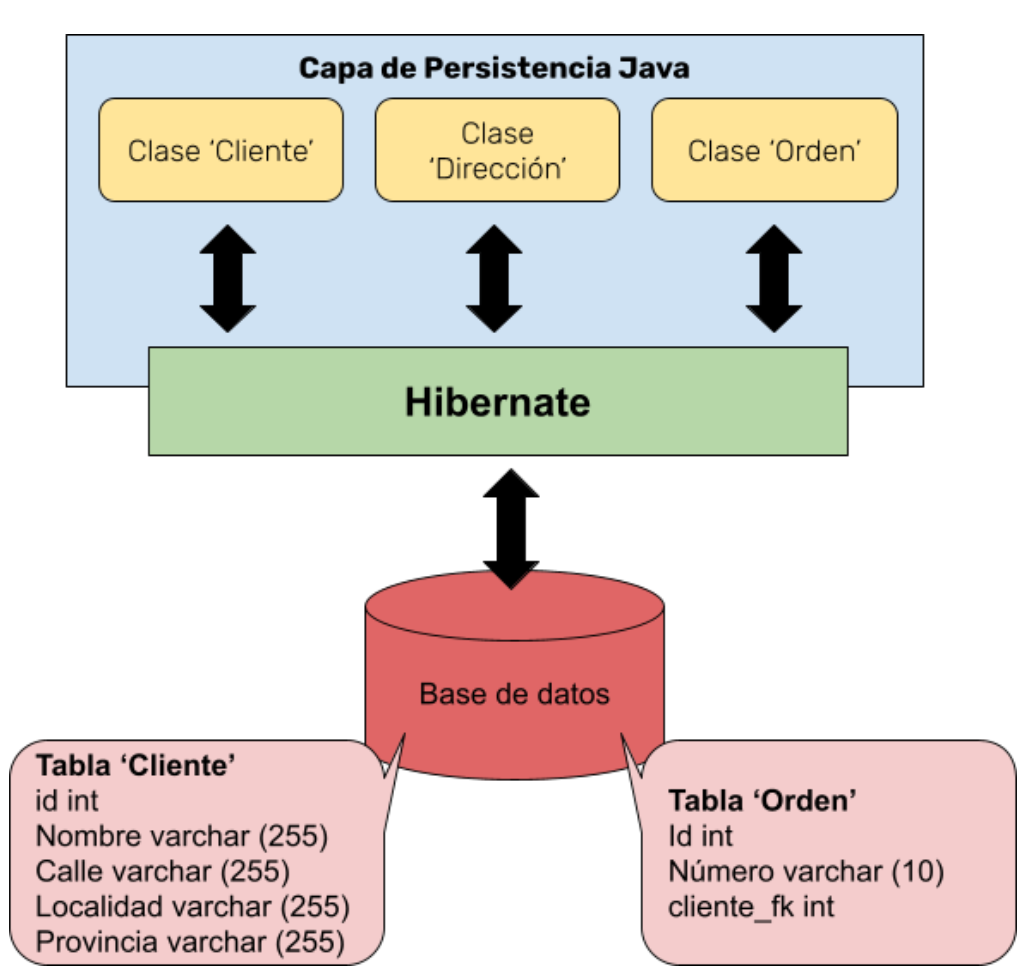 Capa de Persistencia Java
Clase ‘Cliente’
Clase
‘Dirección’
Clase ‘Orden’
Hibernate
Base de datos
Tabla ‘Cliente’
id int
Nombre varchar (255)
Calle varchar (255)
Localidad varchar (255)
Provincia varchar (255)
Tabla ‘Orden’
Id int
Número varchar (10)
cliente_fk int